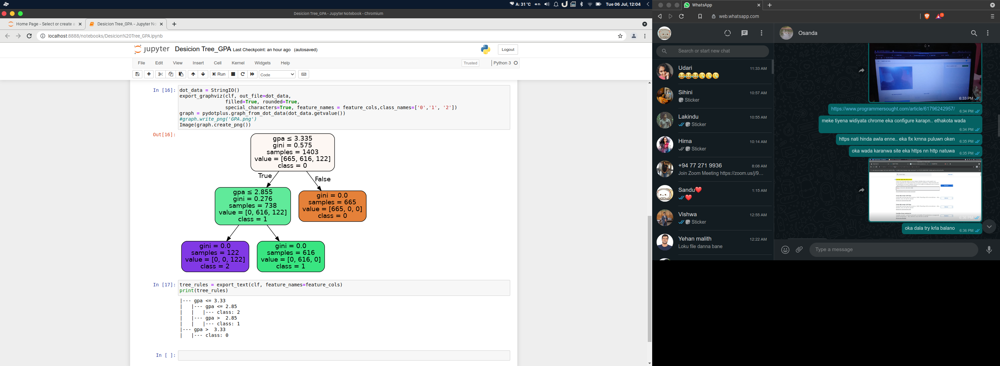 A: 31 °C en Tue 06 Jul, 12:04
Desicion Tree_GPA - Jupyter Notebook - Chromium
Home Page - Select or create a
Desicion Tree_GPA - Jupyter No
localhost:8888/notebooks/Desicion%20Tree_GPA.ipynb
jupyter Desicion Tree_GPA Last Checkpoint: an hour ago (autosaved)
Logout
File Edit View Insert Cell Kernel Widgets Help
Trusted Python 3
Run Code
In [16]:
dot_data = StringIO()
export_graphviz(clf, out_file=dot_data,
filled=True, rounded=True,
special_characters=True, feature_names = feature_cols,class_names=['0','1', '2'])
graph = pydotplus.graph_from_dot_data(dot_data.getvalue())
#graph.write_png('GPA.png')
Image(graph.create_png())
Out[16]:
gpa ≤ 3.335
gini = 0.575
samples = 1403
value = [665, 616, 122]
class = 0
True
False
gpa ≤ 2.855
gini = 0.276
samples = 738
value = [0, 616, 122]
class = 1
gini = 0.0
samples = 665
value = [665, 0, 0]
class = 0
gini = 0.0
samples = 122
value = [0, 0, 122]
class = 2
gini = 0.0
samples = 616
value = [0, 616, 0]
class = 1
In [17]:
tree_rules = export_text(clf, feature_names=feature_cols)
print(tree_rules)
|--- gpa <= 3.33
|   |--- gpa <= 2.85
|   |   |--- class: 2
|   |--- gpa >  2.85
|   |   |--- class: 1
|--- gpa >  3.33
|   |--- class: 0
In [ ]:
WhatsApp
web.whatsapp.com
1
Search or start new chat
Udari 11:33 AM
😂😂😂🥲🥲🥲
Sihini 10:57 AM
Sticker
Lakindu 10:55 AM
Sticker
Hima 10:14 AM
Sticker
+94 77 271 9936 8:08 AM
Join Zoom Meeting https://zoom.us/j/9…
Sandu❤️ 1:15 AM
❤️
Vishwa 12:55 AM
Sticker
Yehan malith 12:22 AM
Loku file danna bane
Osanda
6:33 PM
https://www.programmersought.com/article/61796242957/ 6:34 PM
meke tiyena widiyata chrome eka configure karapn.. ethakota wada
6:34 PM
https nati hinda awla enne.. eka fix krnna puluwn oken 6:35 PM
oka wada karanwa site eka https nn http natuwa 6:35 PM
6:36 PM
oka dala try krla balano 6:36 PM
Type a message